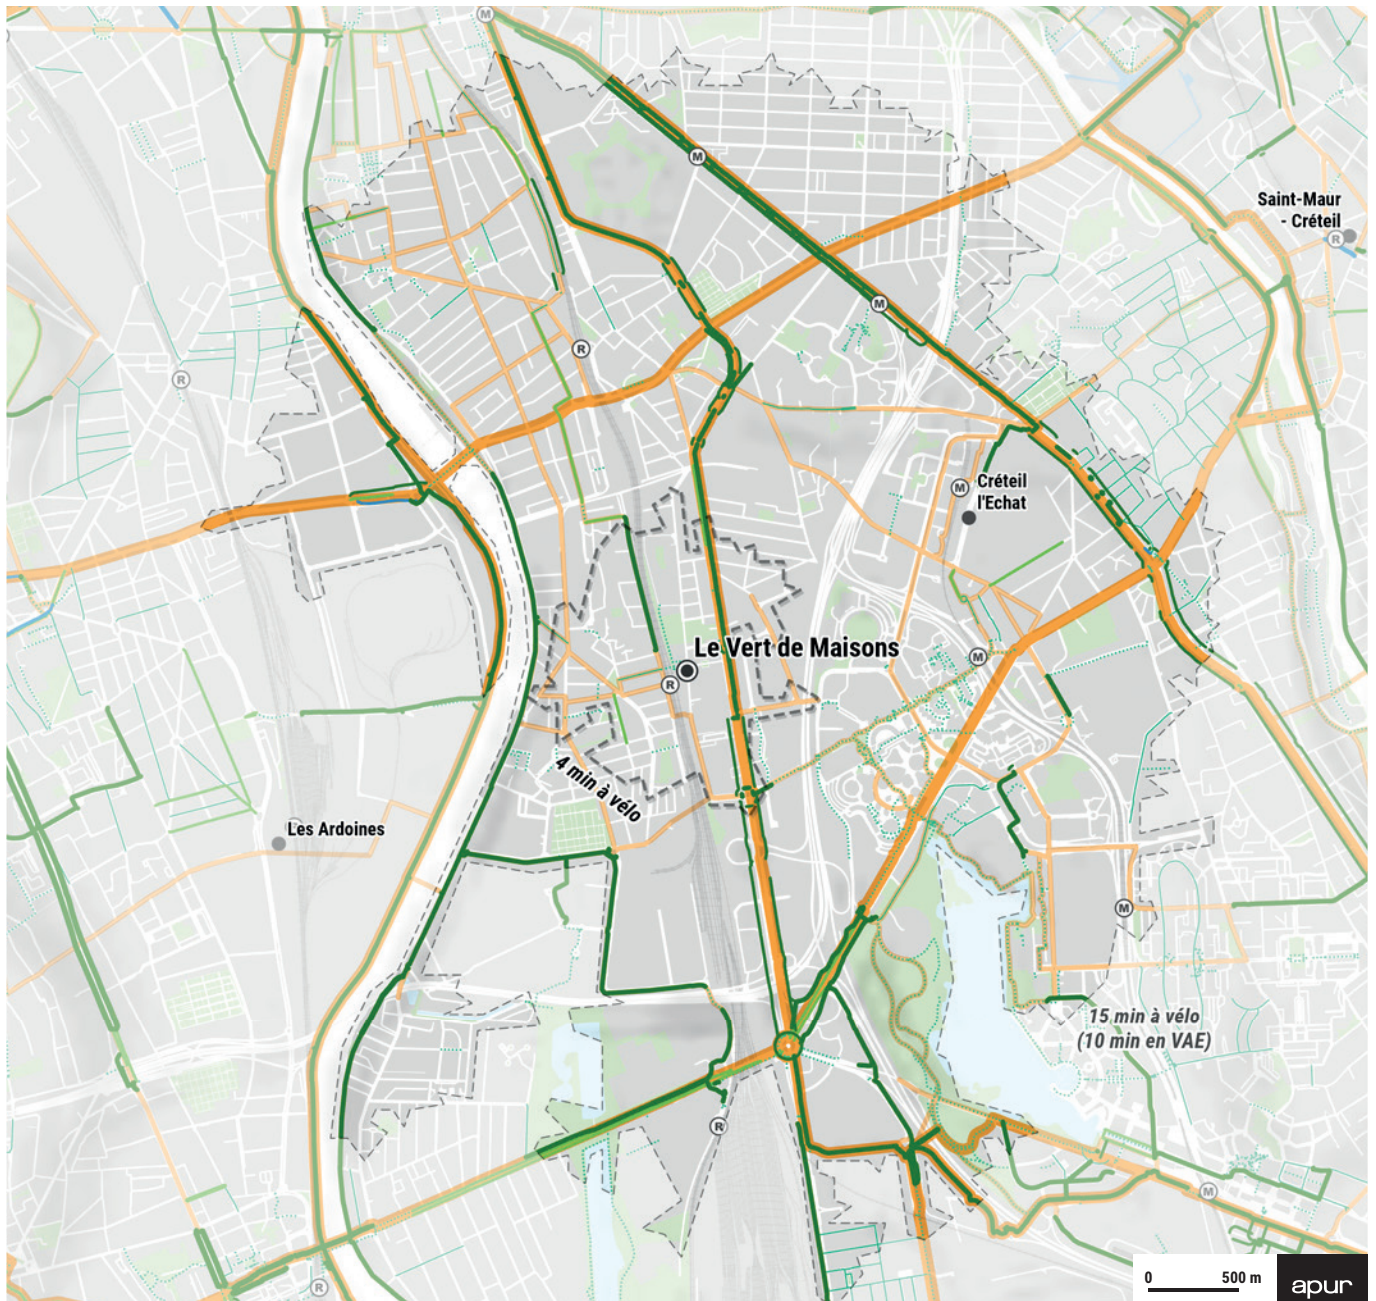 M
M
Saint-Maur
- Créteil
R
M
R
R
Créteil
l'Echat
M
Le Vert de Maisons
M
R
4 min à vélo
Les Ardoines
M
15 min à vélo
(10 min en VAE)
R
M
R
0 500 m
apur